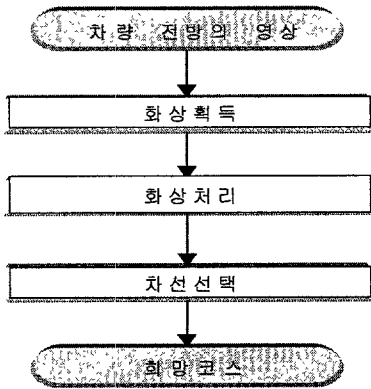 차량 전방의 영상
화상획득
화상처리
차선선택
희망코스